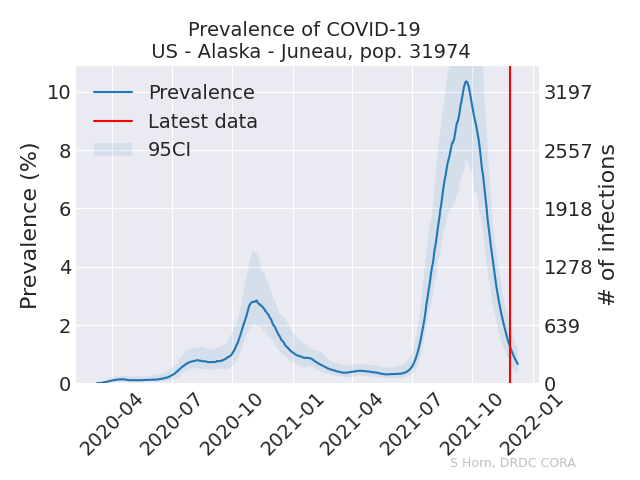 Prevalence of COVID-19
US - Alaska - Juneau, pop. 31974
Prevalence
Latest data
95CI
Prevalence (%)
10
8
6
4
2
0
3197
2557
1918
1278
639
0
# of infections
2020-04
2020-07
2020-10
2021-01
2021-04
2021-07
2021-10
2022-01
S Horn, DRDC CORA